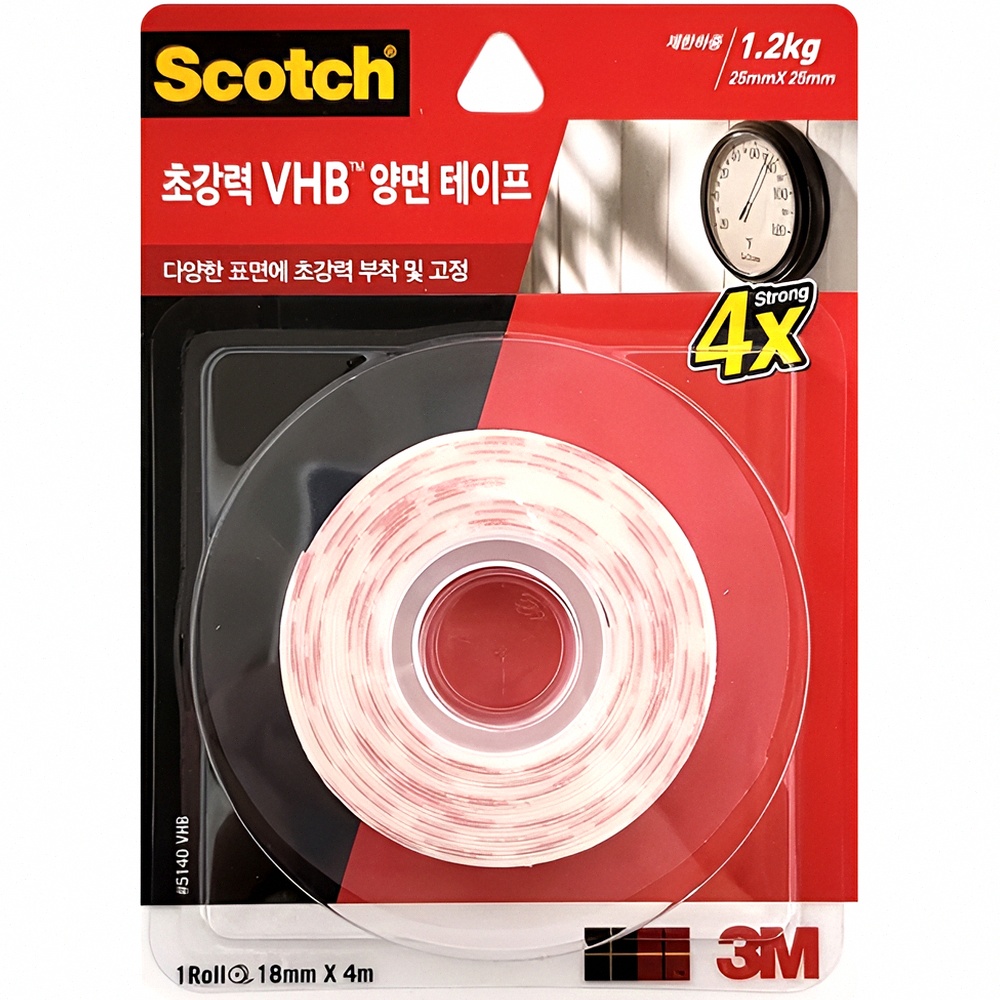 Scotch®
제한하중
1.2kg
25mmX 25mm
초강력 VHB™ 양면 테이프
다양한 표면에 초강력 부착 및 고정
Strong
4x
#5140 VHB
1Roll 18mm X 4m
3M